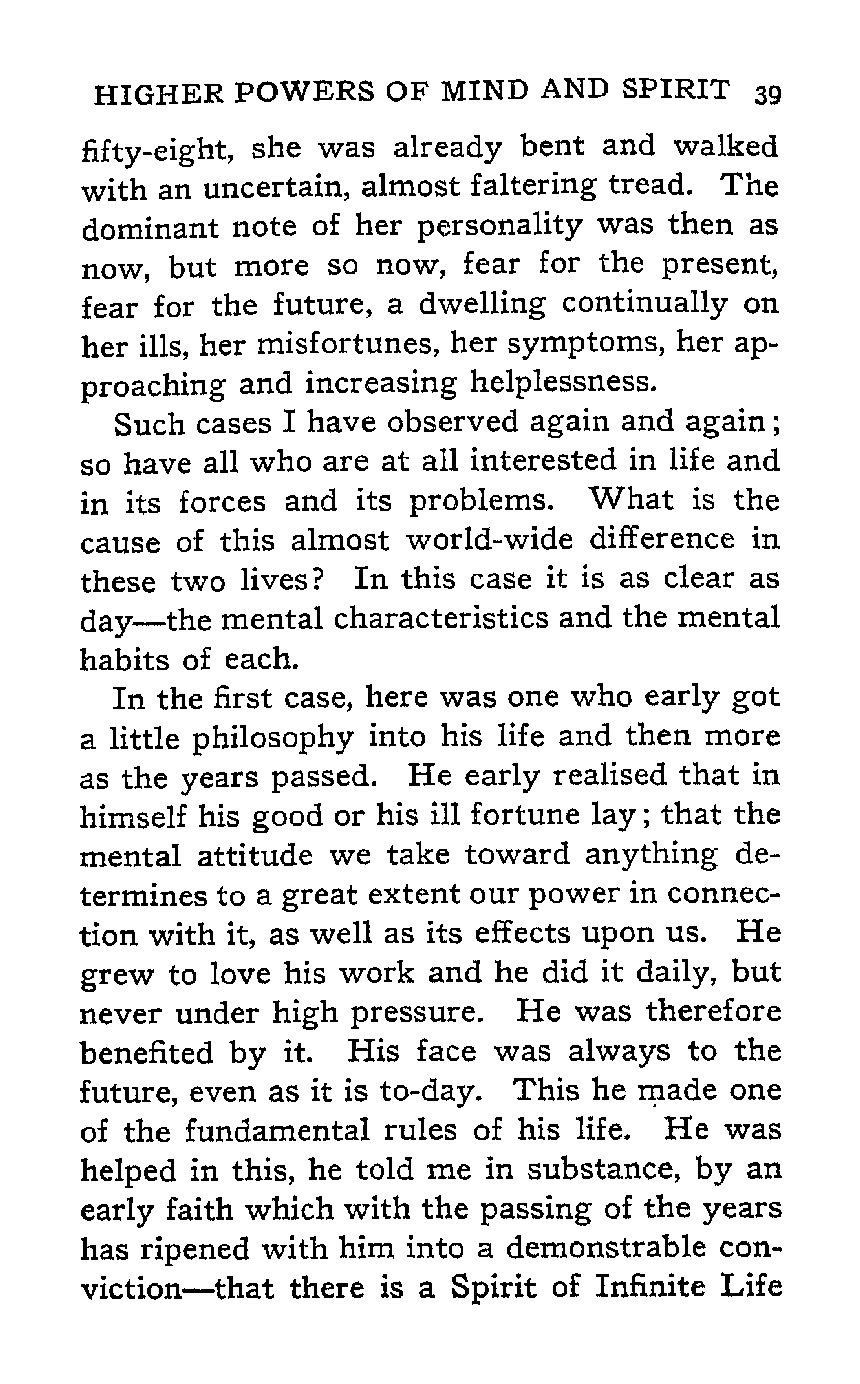 HIGHER POWERS OF MIND AND SPIRIT 39
fifty-eight, she was already bent and walked
with an uncertain, almost faltering tread. The
dominant note of her personality was then as
now, but more so now, fear for the present,
fear for the future, a dwelling continually on
her ills, her misfortunes, her symptoms, her ap-
proaching and increasing helplessness.
Such cases I have observed again and again;
so have all who are at all interested in life and
in its forces and its problems. What is the
cause of this almost world-wide difference in
these two lives? In this case it is as clear as
day—the mental characteristics and the mental
habits of each.
In the first case, here was one who early got
a little philosophy into his life and then more
as the years passed. He early realised that in
himself his good or his ill fortune lay; that the
mental attitude we take toward anything de-
termines to a great extent our power in connec-
tion with it, as well as its effects upon us. He
grew to love his work and he did it daily, but
never under high pressure. He was therefore
benefited by it. His face was always to the
future, even as it is to-day. This he made one
of the fundamental rules of his life. He was
helped in this, he told me in substance, by an
early faith which with the passing of the years
has ripened with him into a demonstrable con-
viction—that there is a Spirit of Infinite Life